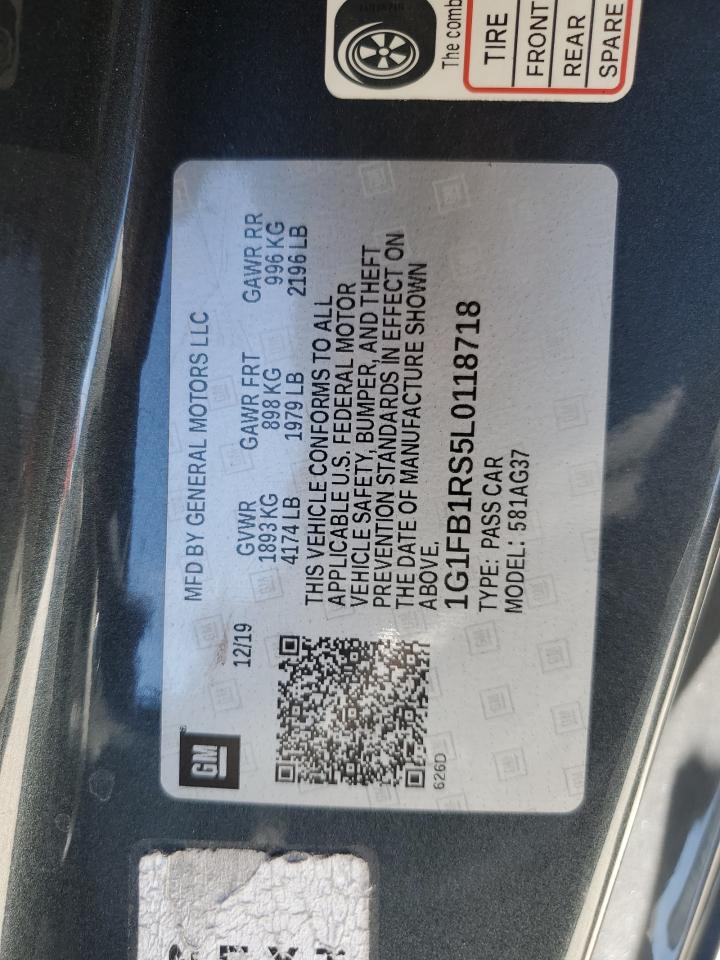 GM
12/19
MFD BY GENERAL MOTORS LLC
GVWR GAWR FRT GAWR RR
1893 KG 898 KG 996 KG
4174 LB 1979 LB 2196 LB
THIS VEHICLE CONFORMS TO ALL
APPLICABLE U.S. FEDERAL MOTOR
VEHICLE SAFETY, BUMPER, AND THEFT
PREVENTION STANDARDS IN EFFECT ON
THE DATE OF MANUFACTURE SHOWN
ABOVE.
1G1FB1RS5L0118718
TYPE: PASS CAR
MODEL: 581AG37
626D
The comb
TIRE
FRONT
REAR
SPARE